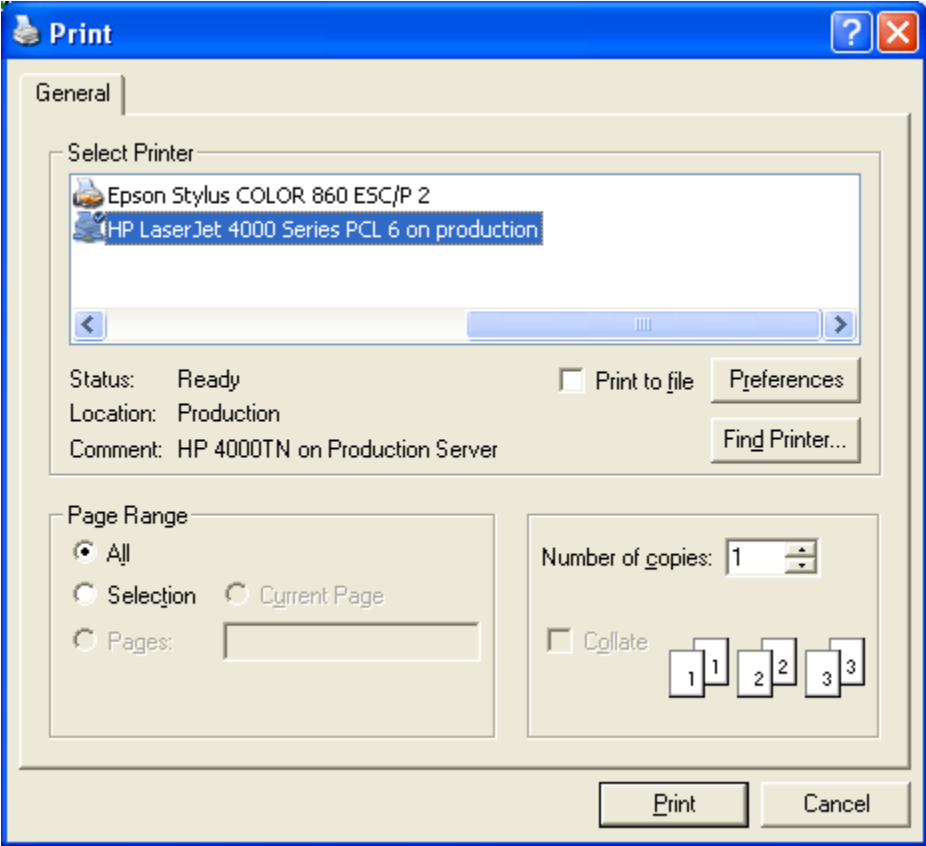 Print
General
Select Printer
Epson Stylus COLOR 860 ESC/P 2
HP LaserJet 4000 Series PCL 6 on production
Status: Ready
Print to file
Preferences
Location: Production
Comment: HP 4000TN on Production Server
Find Printer...
Page Range
All
Selection
Current Page
Pages:
Number of copies: 1
Collate
1 1 2 2 3 3
Print
Cancel